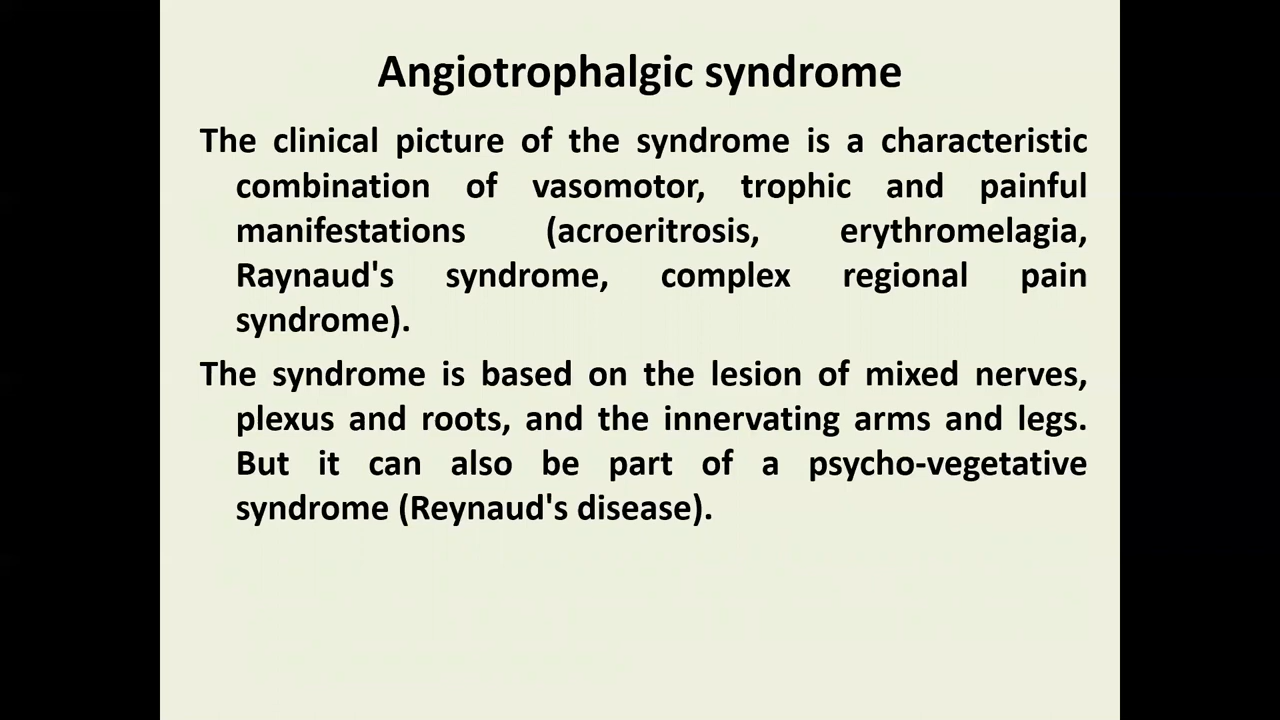 Angiotrophalgic syndrome
The clinical picture of the syndrome is a characteristic
combination of vasomotor, trophic and painful
manifestations (acroeritrosis, erythromelagia,
Raynaud's syndrome, complex regional pain
syndrome).
The syndrome is based on the lesion of mixed nerves,
plexus and roots, and the innervating arms and legs.
But it can also be part of a psycho-vegetative
syndrome (Reynaud's disease).